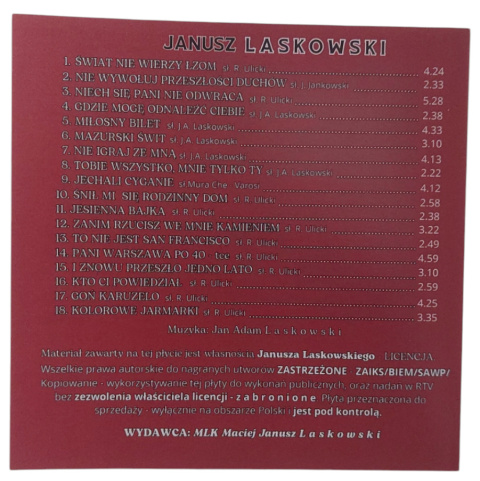 JANUSZ LASKOWSKI
1. ŚWIAT NIE WIERZY ŁZOM sł. R. Ulicki 4.24
2. NIE WYWOŁUJ PRZESZŁOŚCI DUCHÓW sł. J. Jankowski 2.33
3. NIECH SIĘ PANI NIE ODWRACA sł. R. Ulicki 5.28
4. GDZIE MOGĘ ODNALEŹĆ CIEBIE sł. J.A. Laskowski 2.38
5. MIŁOSNY BILET sł. J.A. Laskowski 4.33
6. MAZURSKI ŚWIT sł. J.A. Laskowski 3.10
7. NIE IGRAJ ZE MNĄ sł. J.A. Laskowski 4.13
8. TOBIE WSZYSTKO, MNIE TYLKO TY sł. J.A. Laskowski 2.22
9. JECHALI CYGANIE sł.Mura Che. Varosi 4.12
10. ŚNIŁ MI SIĘ RODZINNY DOM sł. R. Ulicki 2.58
11. JESIENNA BAJKA sł. R. Ulicki 2.38
12. ZANIM RZUCISZ WE MNIE KAMIENIEM sł. R. Ulicki 3.22
13. TO NIE JEST SAN FRANCISCO sł. R. Ulicki 2.49
14. PANI WARSZAWA PO 40 - tce sł. R. Ulicki 4.59
15. I ZNOWU PRZESZŁO JEDNO LATO sł. R. Ulicki 3.10
16. KTO CI POWIEDZIAŁ sł. R. Ulicki 2.59
17. GOŃ KARUZELO sł. R. Ulicki 4.25
18. KOLOROWE JARMARKI sł. R. Ulicki 3.35
Muzyka: Jan Adam Laskowski
Materiał zawarty na tej płycie jest własnością Janusza Laskowskiego LICENCJA
Wszelkie prawa autorskie do nagranych utworów ZASTRZEŻONE - ZAIKS/BIEM/SAWP/
Kopiowanie - wykorzystywanie tej płyty do wykonań publicznych, oraz nadań w RTV
bez zezwolenia właściciela licencji - zabronione. Płyta przeznaczona do
sprzedaży - wyłącznie na obszarze Polski i jest pod kontrolą.
WYDAWCA: MLK Maciej Janusz Laskowski